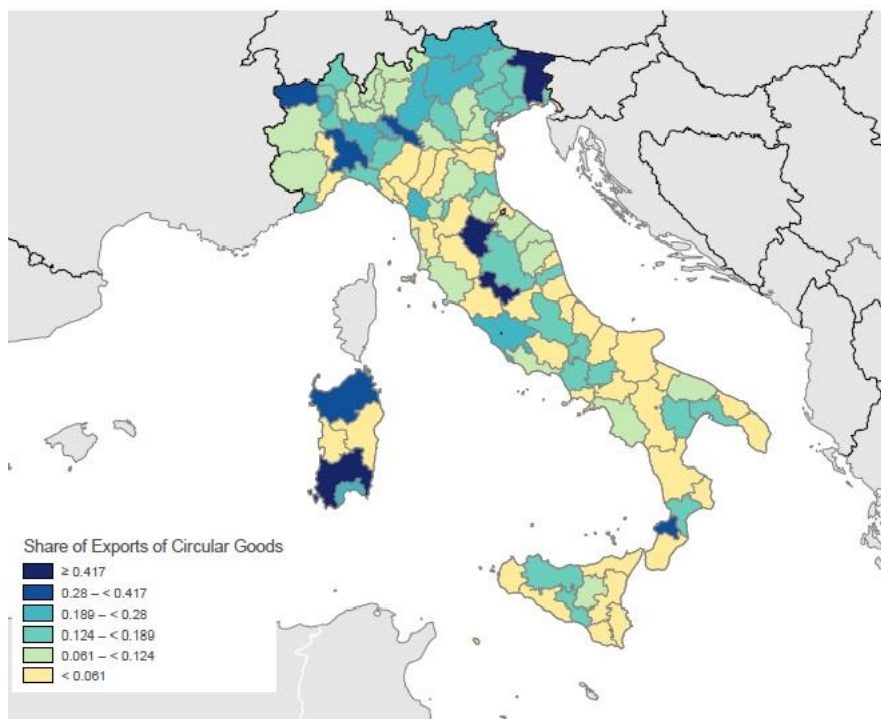 Share of Exports of Circular Goods
≥ 0.417
0.28 – < 0.417
0.189 – < 0.28
0.124 – < 0.189
0.061 – < 0.124
< 0.061